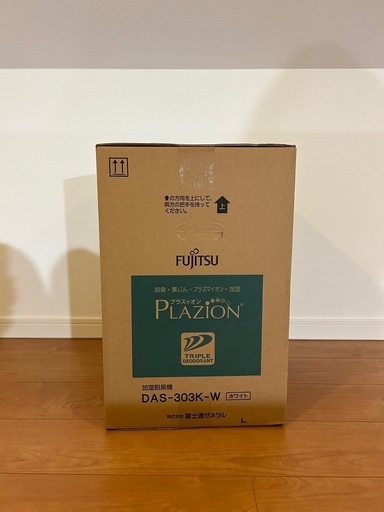 の方向を上にして、
両方の把手を持って
ください。
上
FUJITSU
脱臭・集じん・プラズマイオン・加湿
プラズィオン
PLAZION®
TRIPLE
DEODORANT
加湿脱臭機
DAS-303K-W ホワイト
株式会社 富士通ゼネラル
L